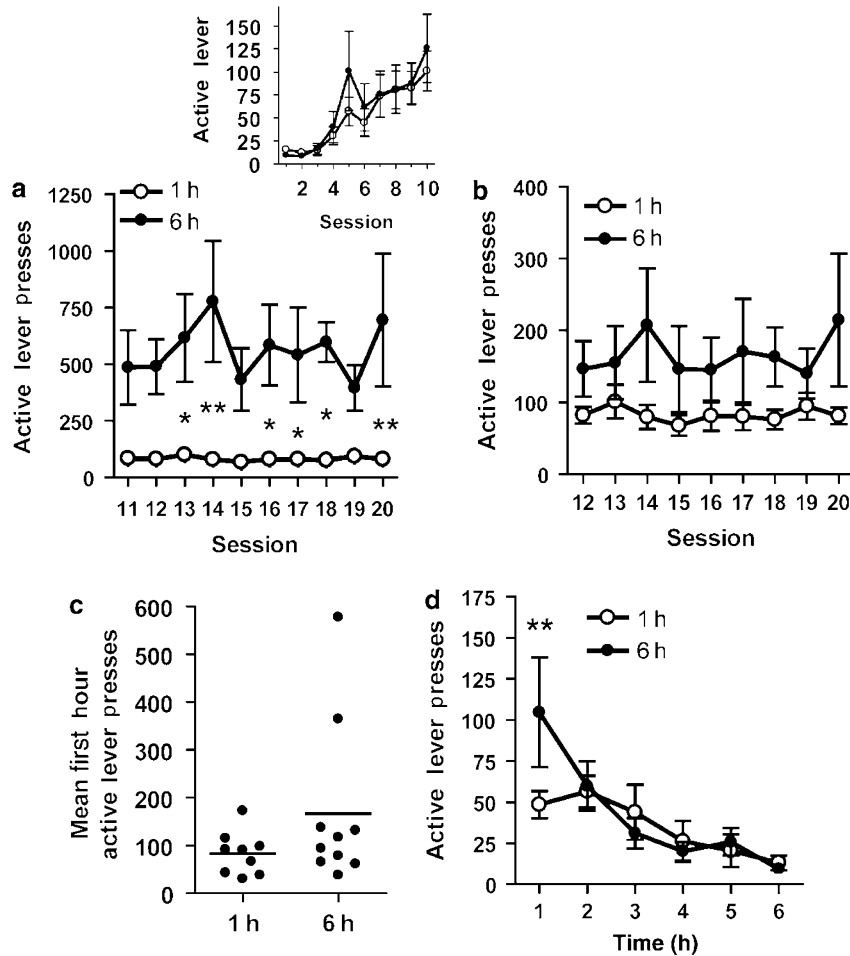 Active lever
150
125
100
75
50
25
0
2 4 6 8 10
Session
a
1 h
6 h
Active lever presses
1250
1000
750
500
250
0
* ** * * * **
11 12 13 14 15 16 17 18 19 20
Session
b
1 h
6 h
Active lever presses
400
300
200
100
0
12 13 14 15 16 17 18 19 20
Session
c
Mean first hour
active lever presses
600
500
400
300
200
100
0
1 h 6 h
d
1 h
6 h
**
Active lever presses
175
150
125
100
75
50
25
0
1 2 3 4 5 6
Time (h)